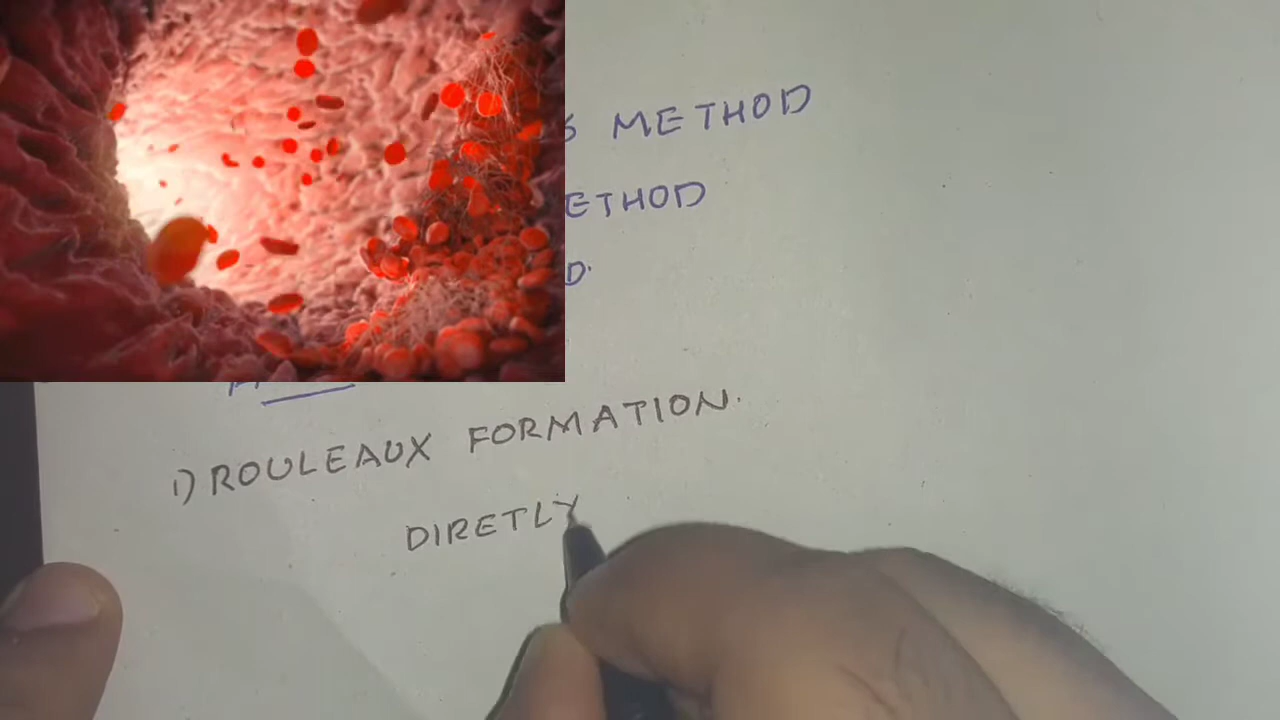 METHOD
ETHOD
D.
1) ROULEAUX FORMATION.
DIRETLY